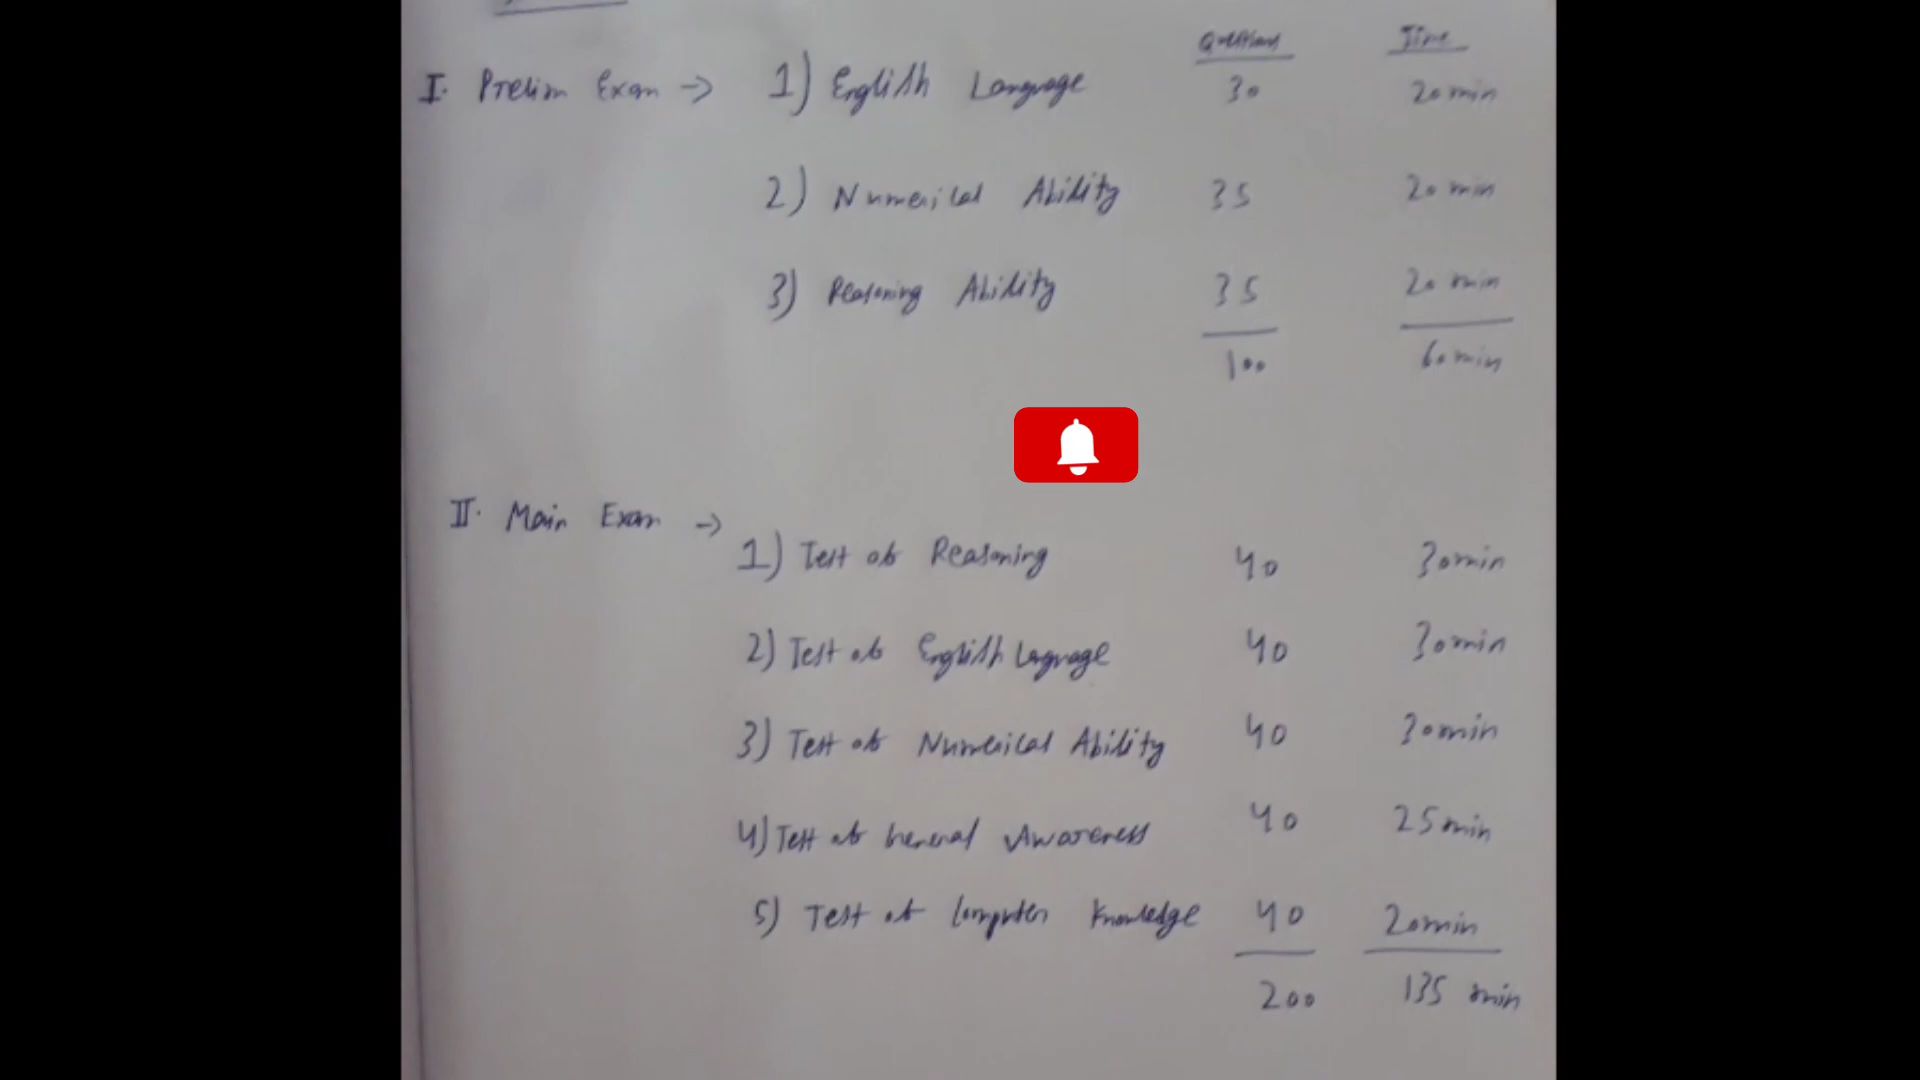 Questions Time
I. Prelim Exam → 1) English Language 30 20 min
2) Numerical Ability 35 20 min
3) Reasoning Ability 35 20 min
100 60 min
II. Main Exam →
1) Test of Reasoning 40 30 min
2) Test of English Language 40 30 min
3) Test of Numerical Ability 40 30 min
4) Test of General Awareness 40 25 min
5) Test of Computer Knowledge 40 20 min
200 135 min